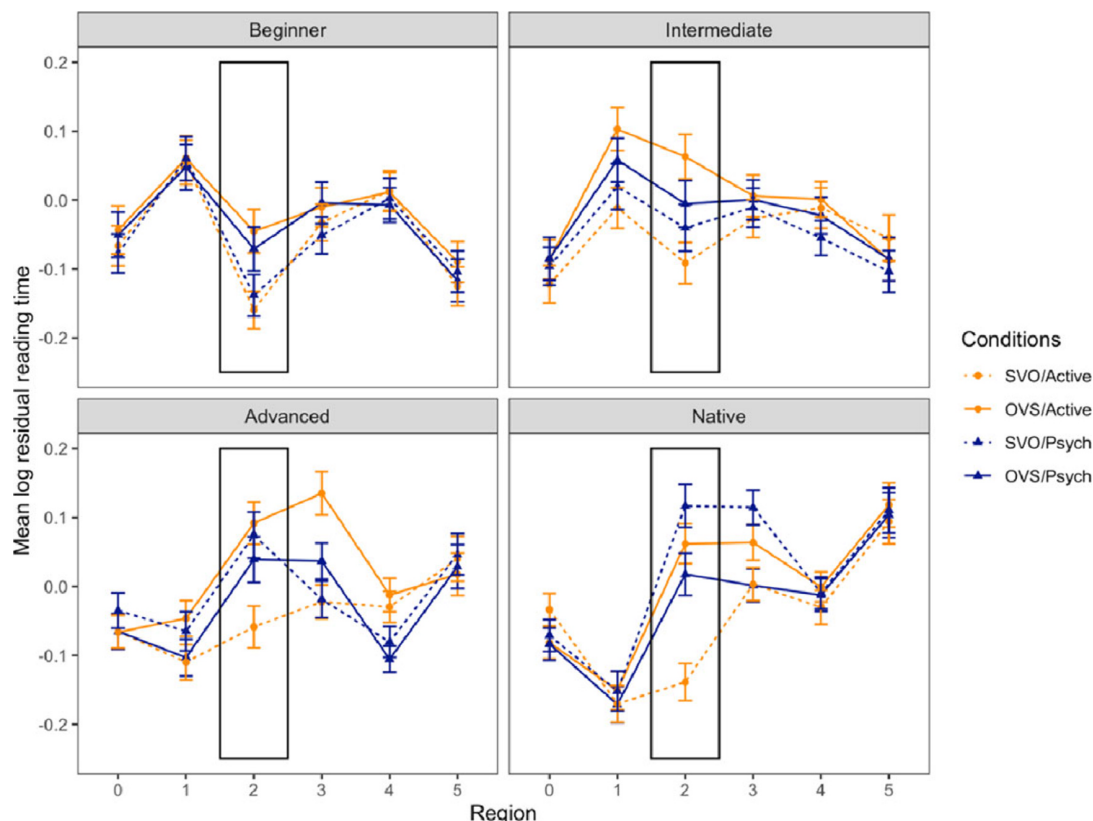 Beginner
Intermediate
0.2
0.1
0.0
-0.1
-0.2
Advanced
Native
0.2
0.1
0.0
-0.1
-0.2
0 1 2 3 4 5
0 1 2 3 4 5
Region
Mean log residual reading time
Conditions
SVO/Active
OVS/Active
SVO/Psych
OVS/Psych